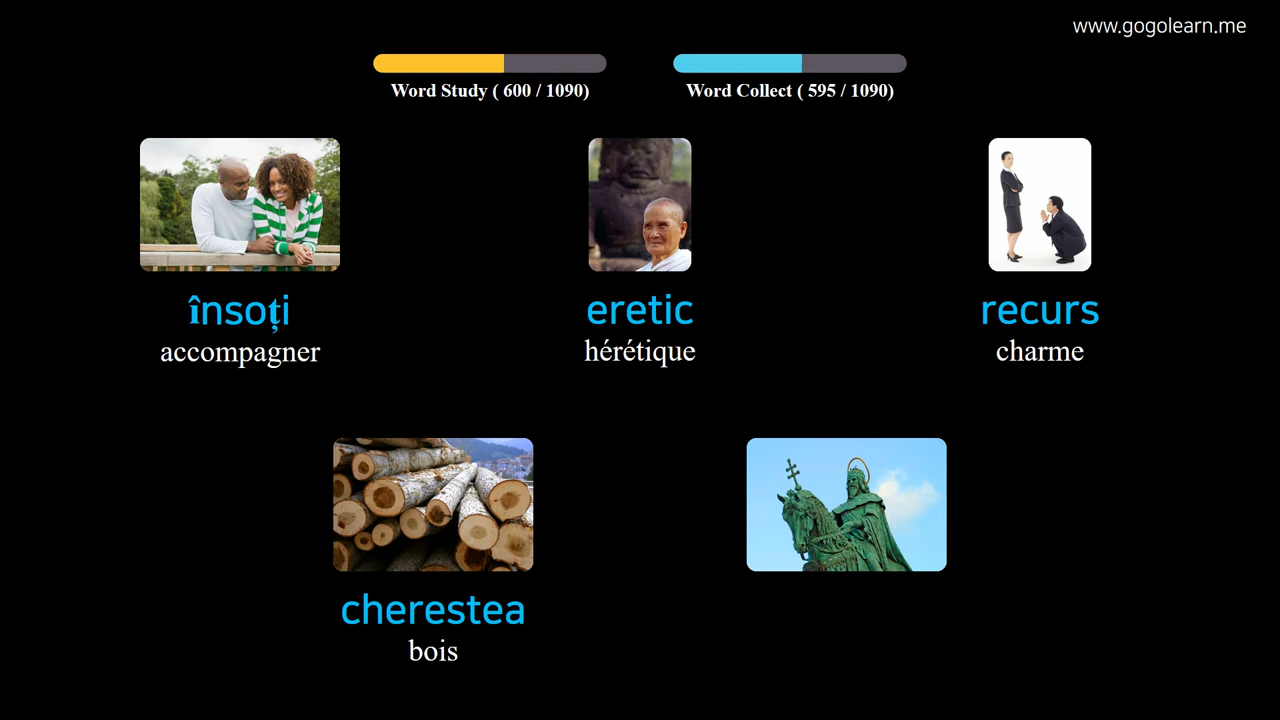 www.gogolearn.me
Word Study ( 600 / 1090)
Word Collect ( 595 / 1090)
însoți
accompagner
eretic
hérétique
recurs
charme
cherestea
bois